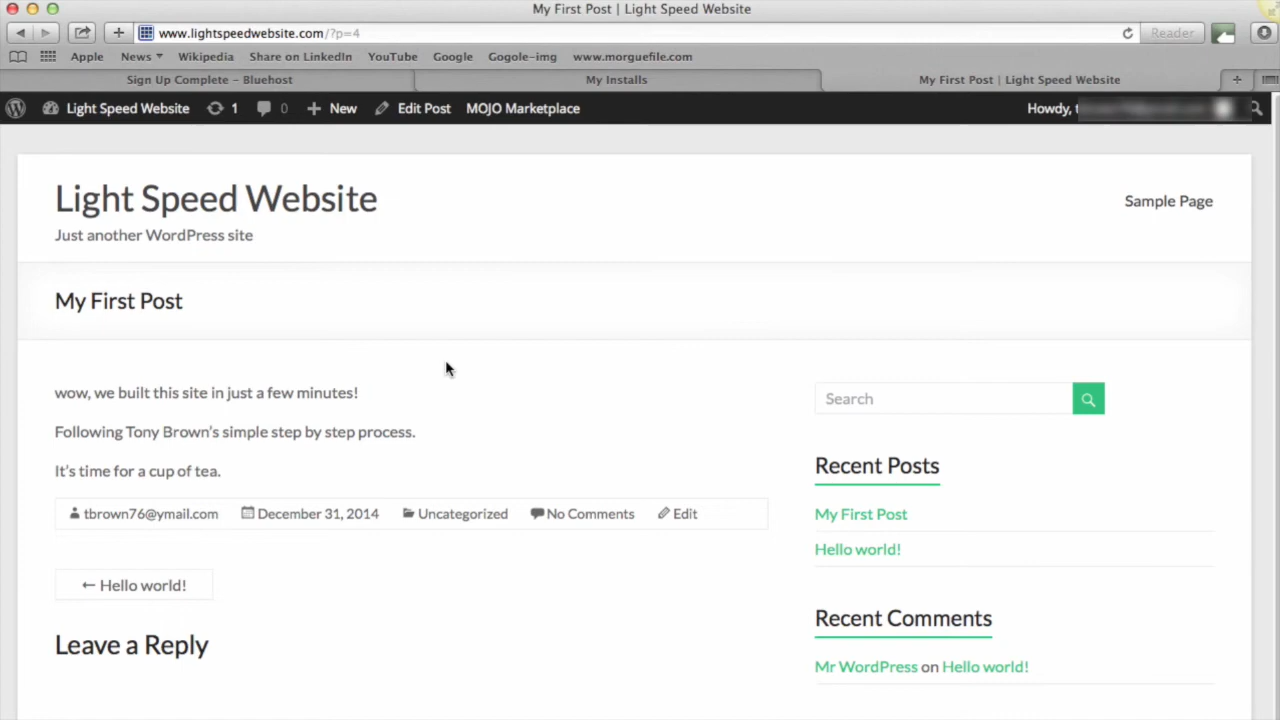 My First Post | Light Speed Website
www.lightspeedwebsite.com/?p=4
Reader
Apple News Wikipedia Share on LinkedIn YouTube Google Gogole-img www.morguefile.com
Sign Up Complete – Bluehost My Installs My First Post | Light Speed Website
Light Speed Website 1 0 New Edit Post MOJO Marketplace Howdy,
Light Speed Website
Sample Page
Just another WordPress site
My First Post
wow, we built this site in just a few minutes!
Following Tony Brown's simple step by step process.
It's time for a cup of tea.
tbrown76@ymail.com December 31, 2014 Uncategorized No Comments Edit
← Hello world!
Leave a Reply
Search
Recent Posts
My First Post
Hello world!
Recent Comments
Mr WordPress on Hello world!